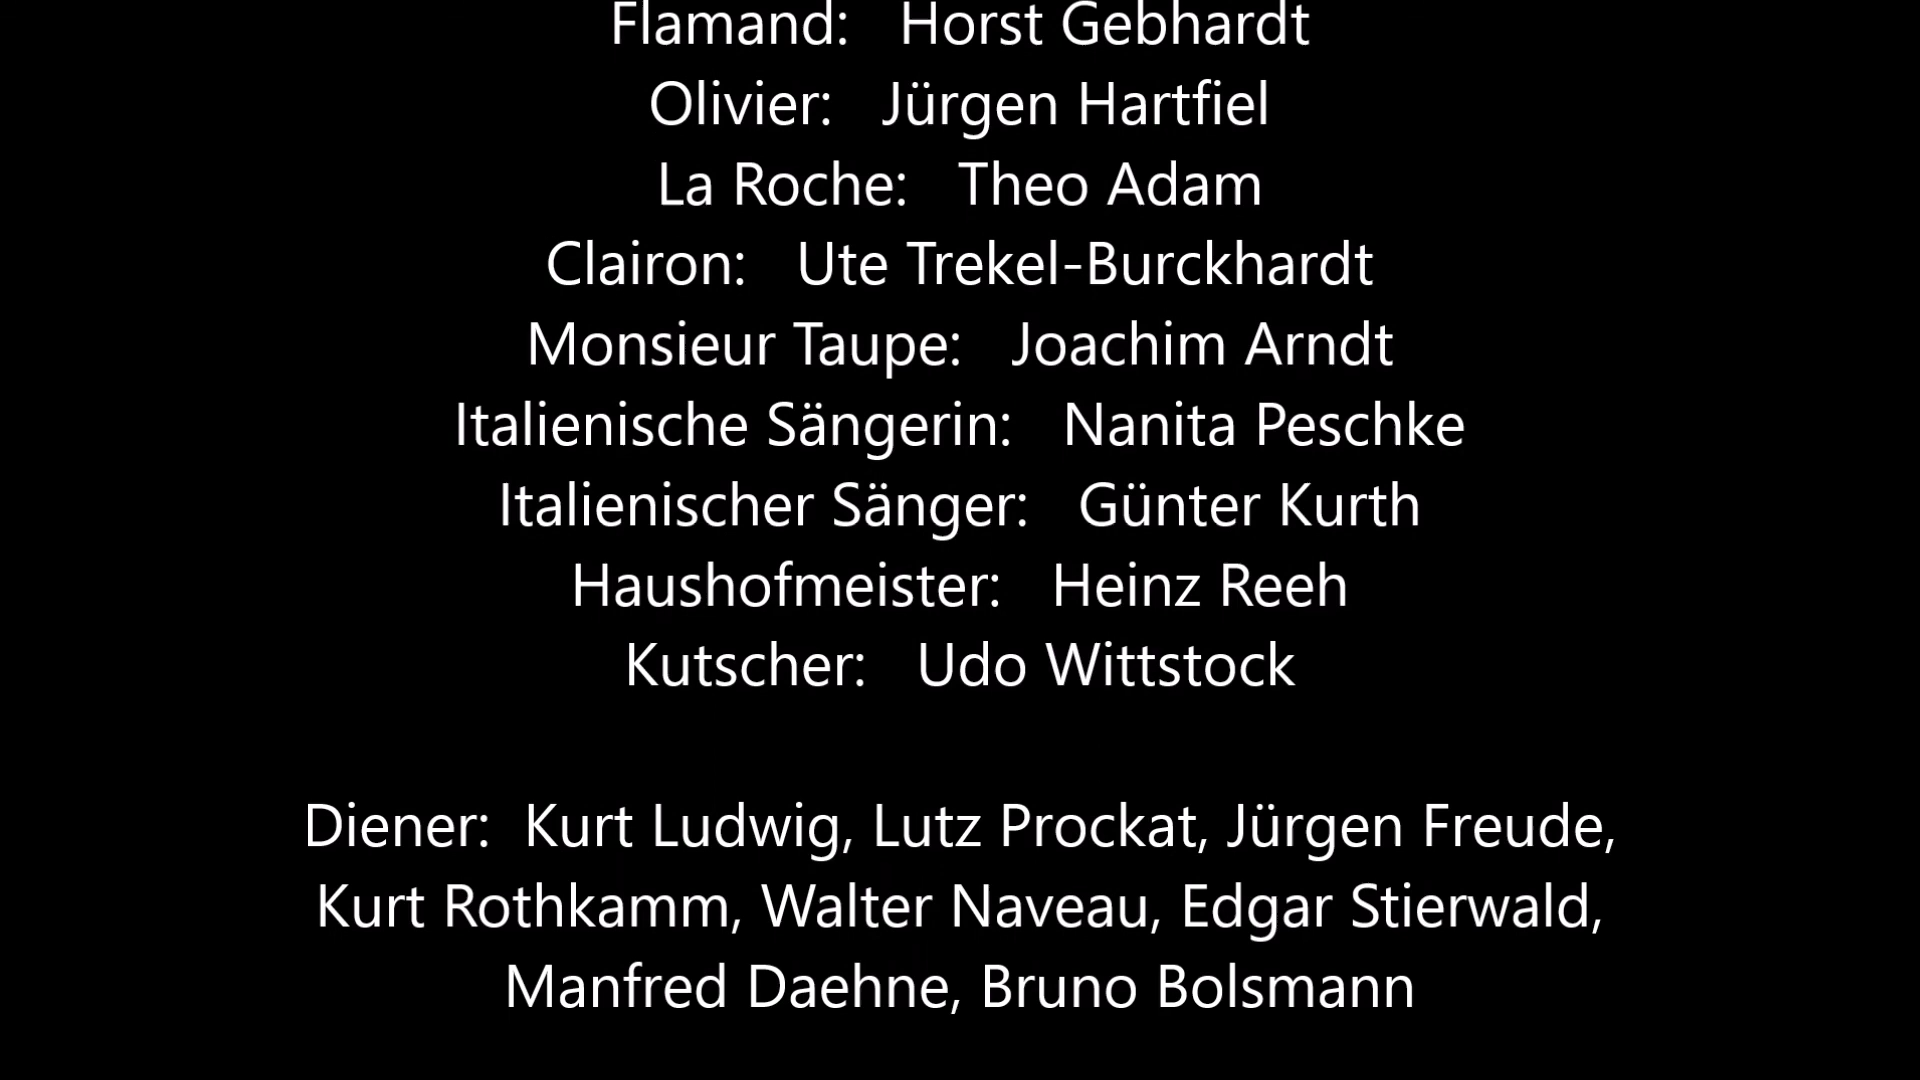 Flamand: Horst Gebhardt
Olivier: Jürgen Hartfiel
La Roche: Theo Adam
Clairon: Ute Trekel-Burckhardt
Monsieur Taupe: Joachim Arndt
Italienische Sängerin: Nanita Peschke
Italienischer Sänger: Günter Kurth
Haushofmeister: Heinz Reeh
Kutscher: Udo Wittstock
Diener: Kurt Ludwig, Lutz Prockat, Jürgen Freude,
Kurt Rothkamm, Walter Naveau, Edgar Stierwald,
Manfred Daehne, Bruno Bolsmann